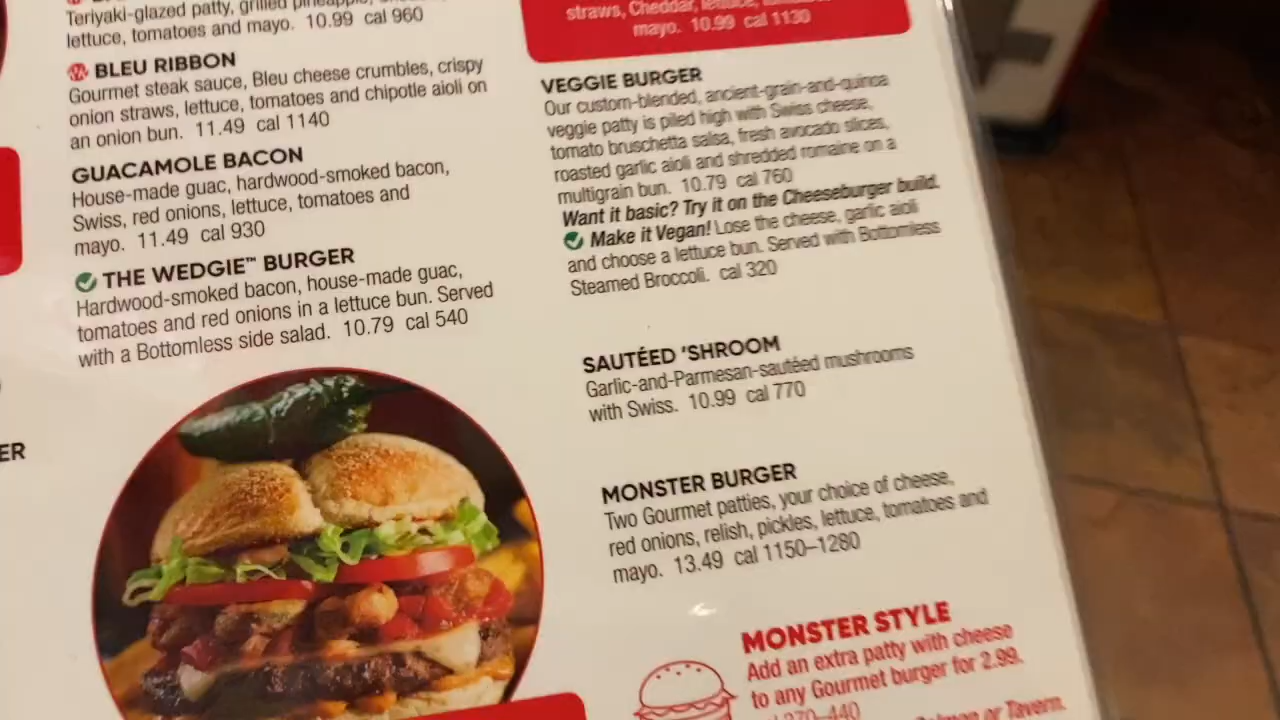 Teriyaki-glazed patty, grilled pineapple,
lettuce, tomatoes and mayo. 10.99 cal 960
BLEU RIBBON
Gourmet steak sauce, Bleu cheese crumbles, crispy
onion straws, lettuce, tomatoes and chipotle aioli on
an onion bun. 11.49 cal 1140
GUACAMOLE BACON
House-made guac, hardwood-smoked bacon,
Swiss, red onions, lettuce, tomatoes and
mayo. 11.49 cal 930
THE WEDGIE™ BURGER
Hardwood-smoked bacon, house-made guac,
tomatoes and red onions in a lettuce bun. Served
with a Bottomless side salad. 10.79 cal 540
ER
straws, Cheddar, lettuce,
mayo. 10.99 cal 1130
VEGGIE BURGER
Our custom-blended, ancient-grain-and-quinoa
veggie patty is piled high with Swiss cheese,
tomato bruschetta salsa, fresh avocado slices,
roasted garlic aioli and shredded romaine on a
multigrain bun. 10.79 cal 760
Want it basic? Try it on the Cheeseburger build.
Make it Vegan! Lose the cheese, garlic aioli
and choose a lettuce bun. Served with Bottomless
Steamed Broccoli. cal 320
SAUTÉED 'SHROOM
Garlic-and-Parmesan-sautéed mushrooms
with Swiss. 10.99 cal 770
MONSTER BURGER
Two Gourmet patties, your choice of cheese,
red onions, relish, pickles, lettuce, tomatoes and
mayo. 13.49 cal 1150–1280
MONSTER STYLE
Add an extra patty with cheese
to any Gourmet burger for 2.99.
370–440
or Tavern.